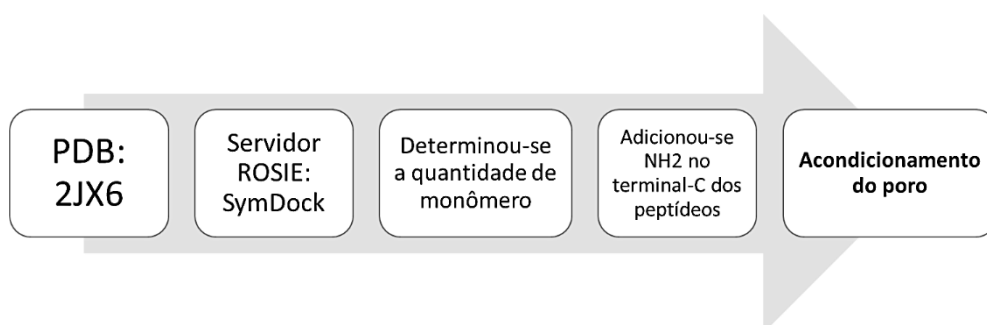 PDB:
2JX6
Servidor
ROSIE:
SymDock
Determinou-se
a quantidade de
monômero
Adicionou-se
NH2 no
terminal-C dos
peptídeos
Acondicionamento
do poro